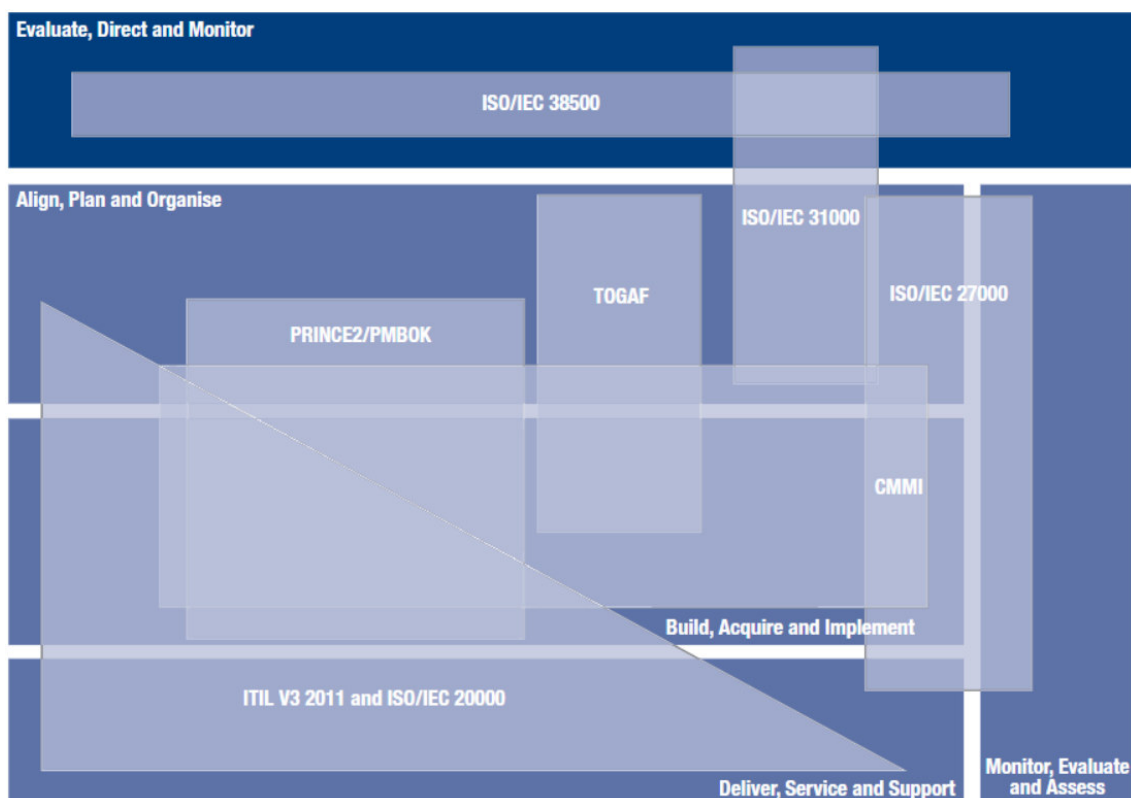 Evaluate, Direct and Monitor
ISO/IEC 38500
Align, Plan and Organise
ISO/IEC 31000
TOGAF
ISO/IEC 27000
PRINCE2/PMBOK
CMMI
Build, Acquire and Implement
ITIL V3 2011 and ISO/IEC 20000
Deliver, Service and Support
Monitor, Evaluate
and Assess